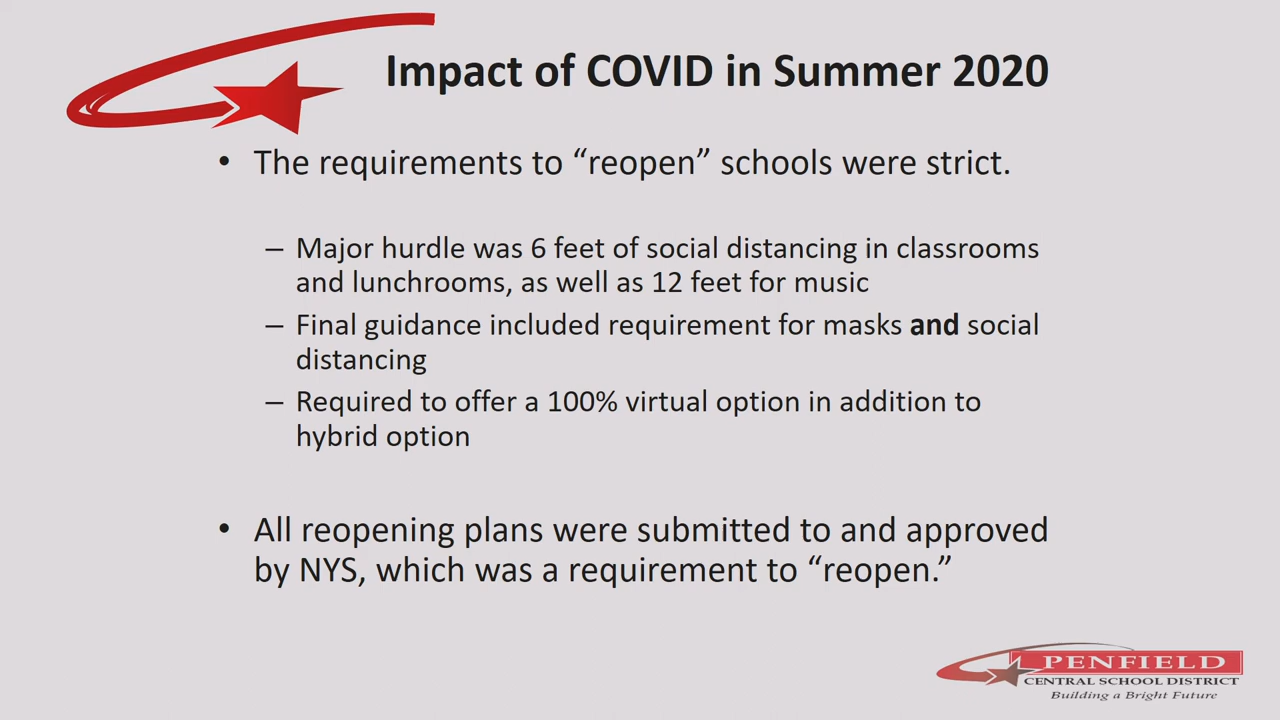 Impact of COVID in Summer 2020
• The requirements to “reopen” schools were strict.
– Major hurdle was 6 feet of social distancing in classrooms
and lunchrooms, as well as 12 feet for music
– Final guidance included requirement for masks and social
distancing
– Required to offer a 100% virtual option in addition to
hybrid option
• All reopening plans were submitted to and approved
by NYS, which was a requirement to “reopen.”
PENFIELD
CENTRAL SCHOOL DISTRICT
Building a Bright Future